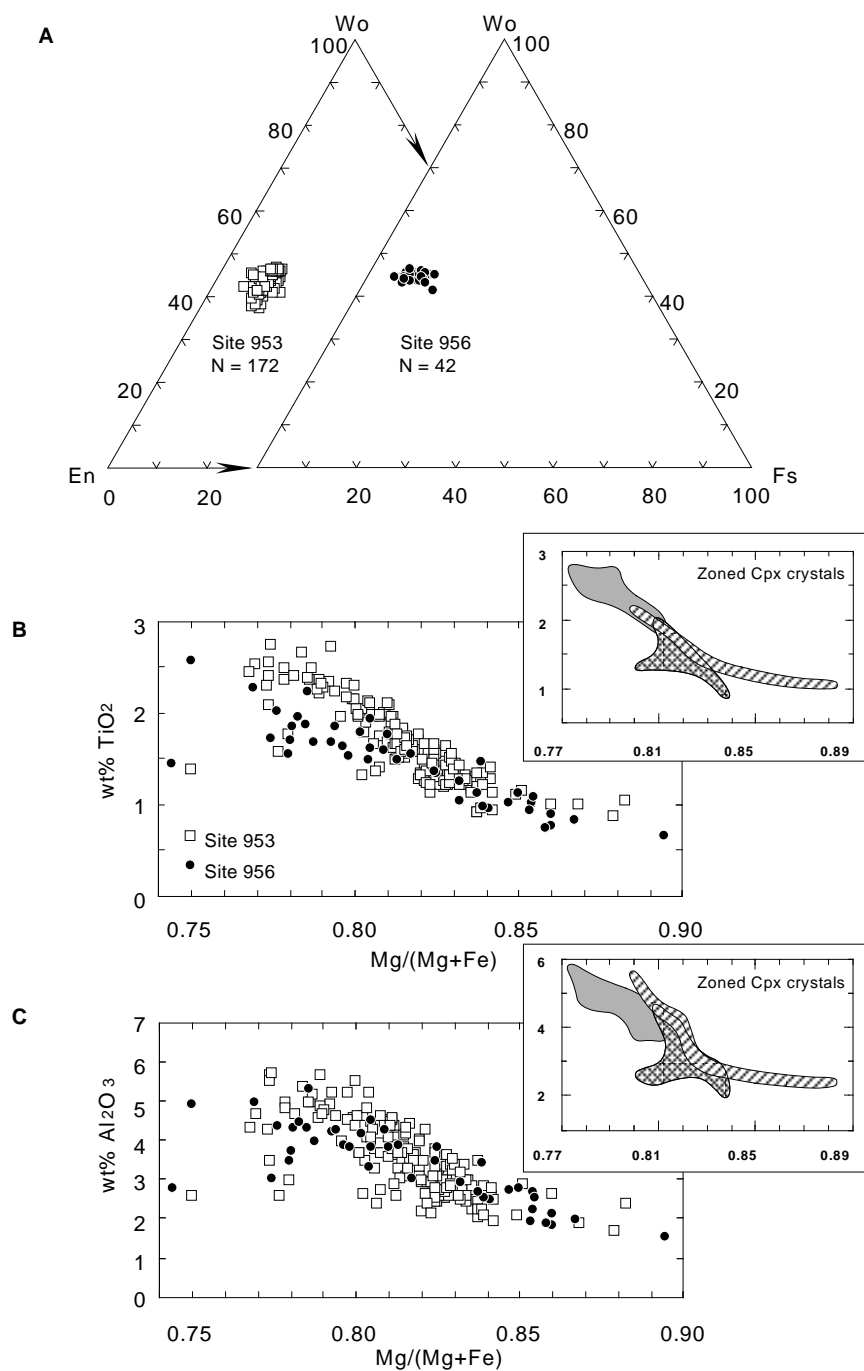 A
Wo
100
Wo
100
80
80
60
60
40
40
Site 953
N = 172
Site 956
N = 42
20
20
En
Fs
0
20
20
40
60
80
100
B
3
2
1
0
wt% TiO2
Site 953
Site 956
0.75
0.80
0.85
0.90
Mg/(Mg+Fe)
Zoned Cpx crystals
3
2
1
0.77
0.81
0.85
0.89
C
7
6
5
4
3
2
1
0
wt% Al2O3
0.75
0.80
0.85
0.90
Mg/(Mg+Fe)
Zoned Cpx crystals
6
4
2
0.77
0.81
0.85
0.89